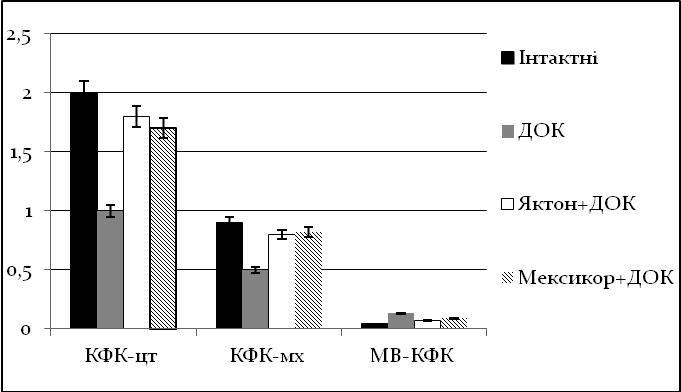 2,5
2
1,5
1
0,5
0
КФК-цт
КФК-мх
МВ-КФК
Інтактні
ДОК
Яктон+ДОК
Мексикор+ДОК